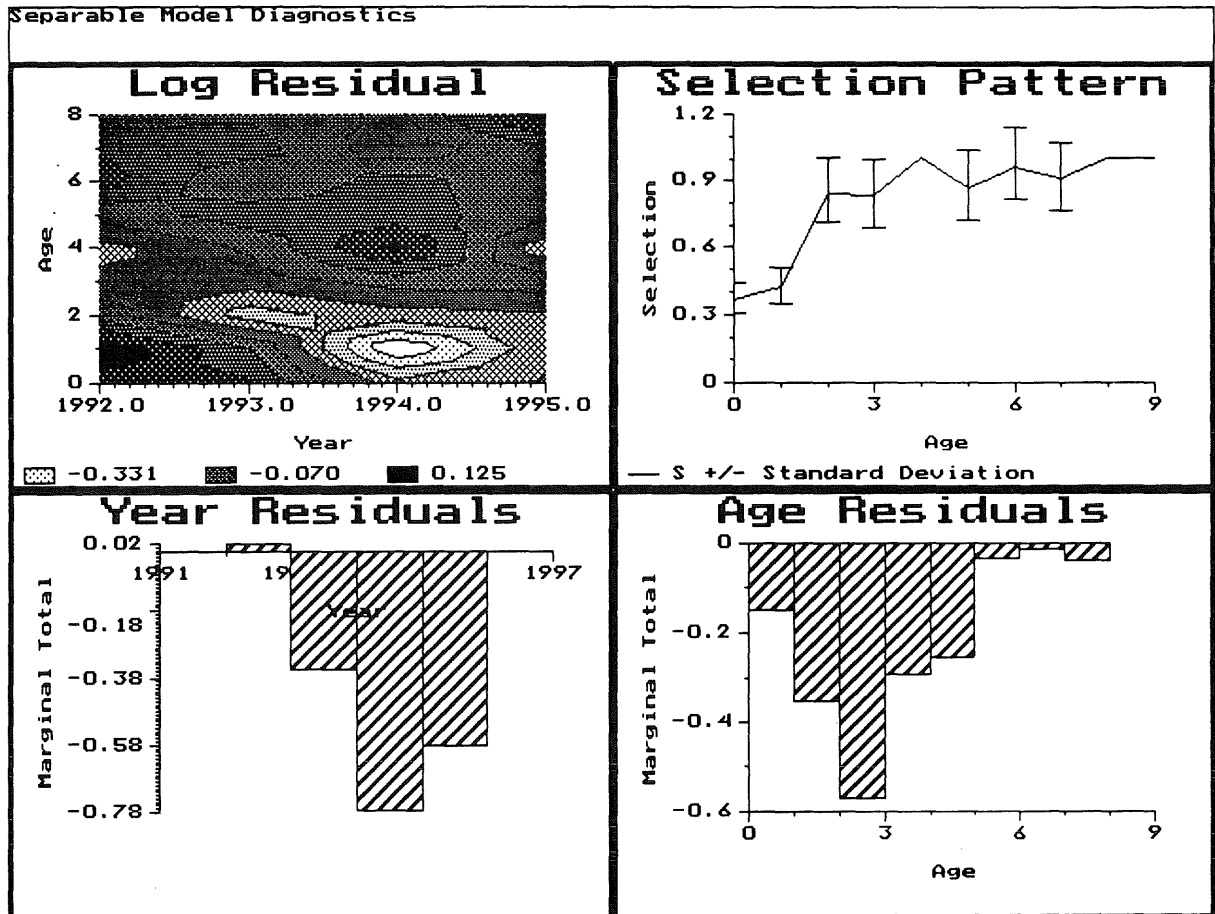 Separable Model Diagnostics
Log Residual
Age
8
6
4
2
0
1992.0 1993.0 1994.0 1995.0
Year
-0.331 -0.070 0.125
Selection Pattern
Selection
1.2
0.9
0.6
0.3
0
0 3 6 9
Age
S +/- Standard Deviation
Year Residuals
Marginal Total
0.02
-0.18
-0.38
-0.58
-0.78
1991 1997
Year
Age Residuals
Marginal Total
0
-0.2
-0.4
-0.6
0 3 6 9
Age